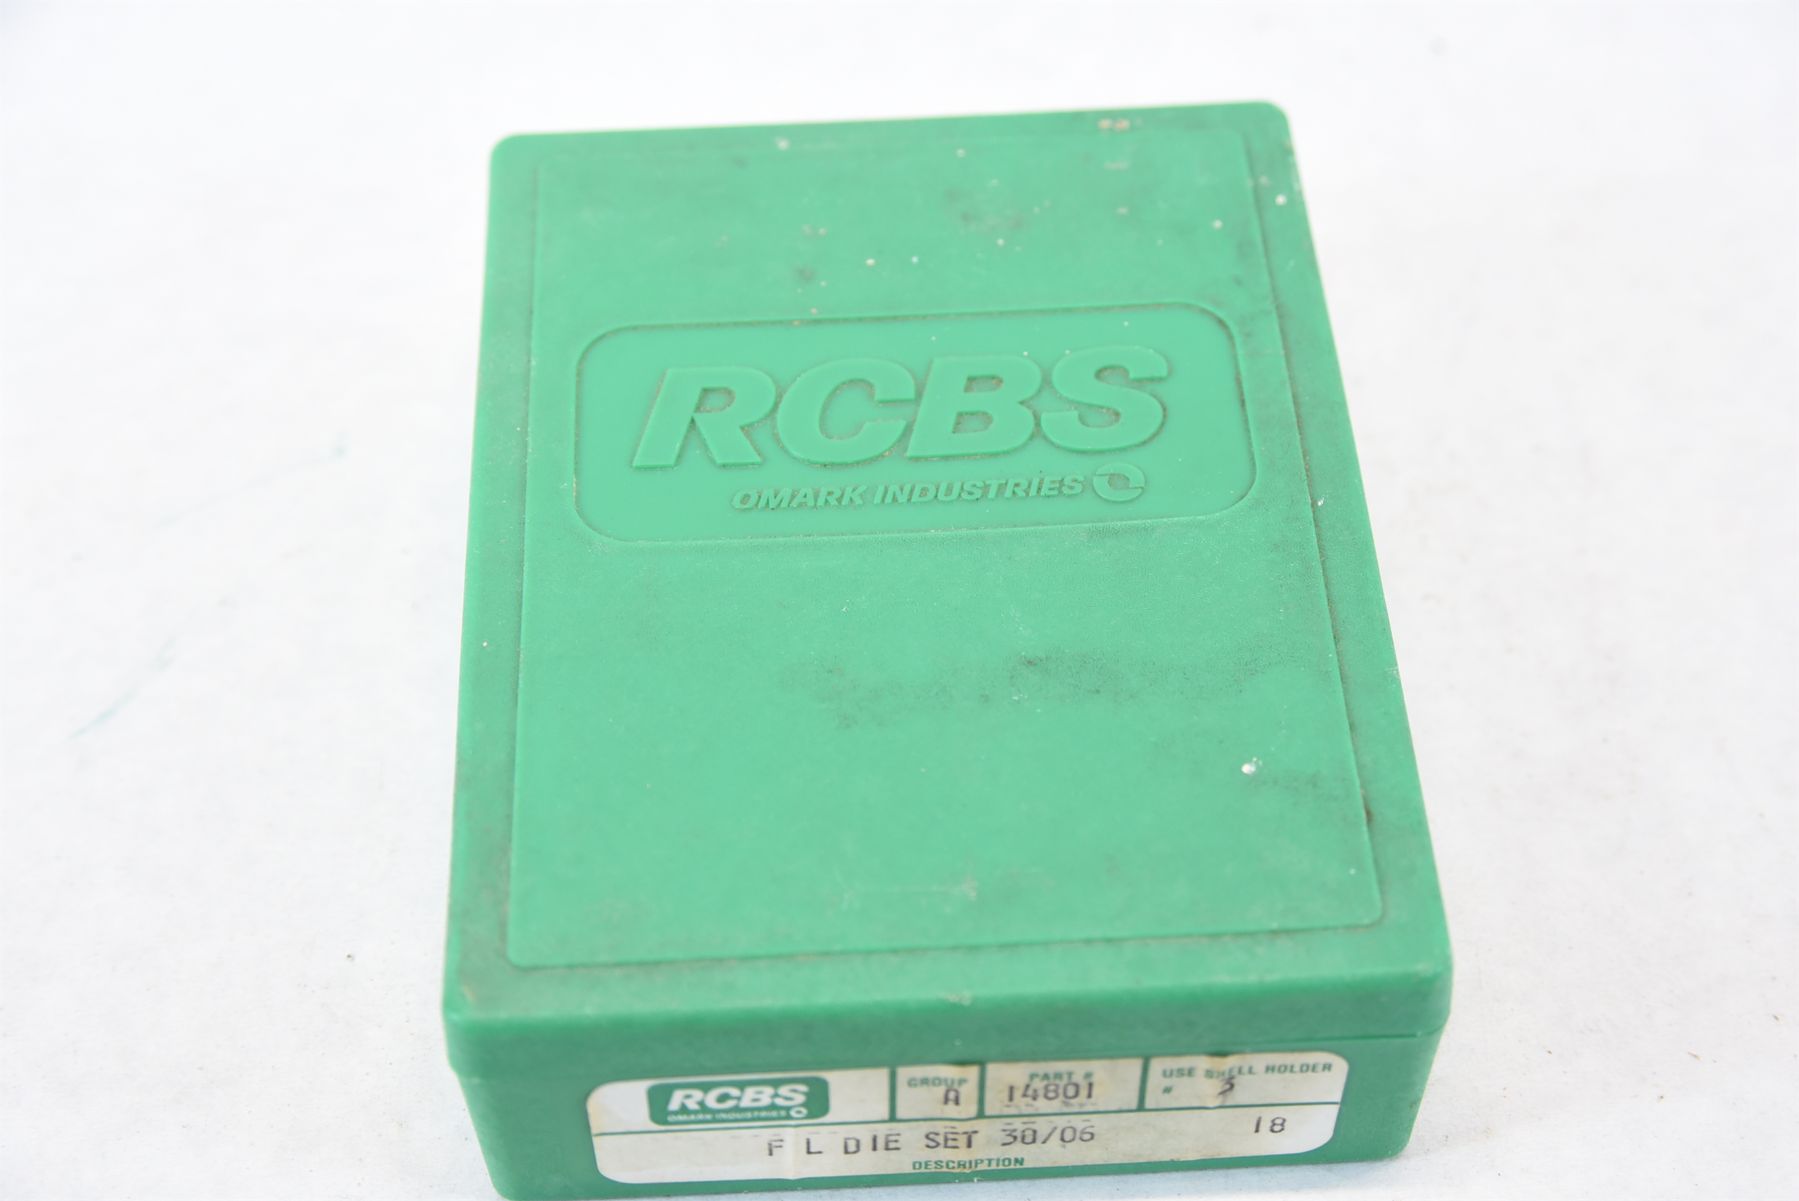 RCBS
OMARK INDUSTRIES
RCBS
OMARK INDUSTRIES
GROUP
A
PART #
14801
USE SHELL HOLDER
# 3
F L DIE SET 30/06 18
DESCRIPTION